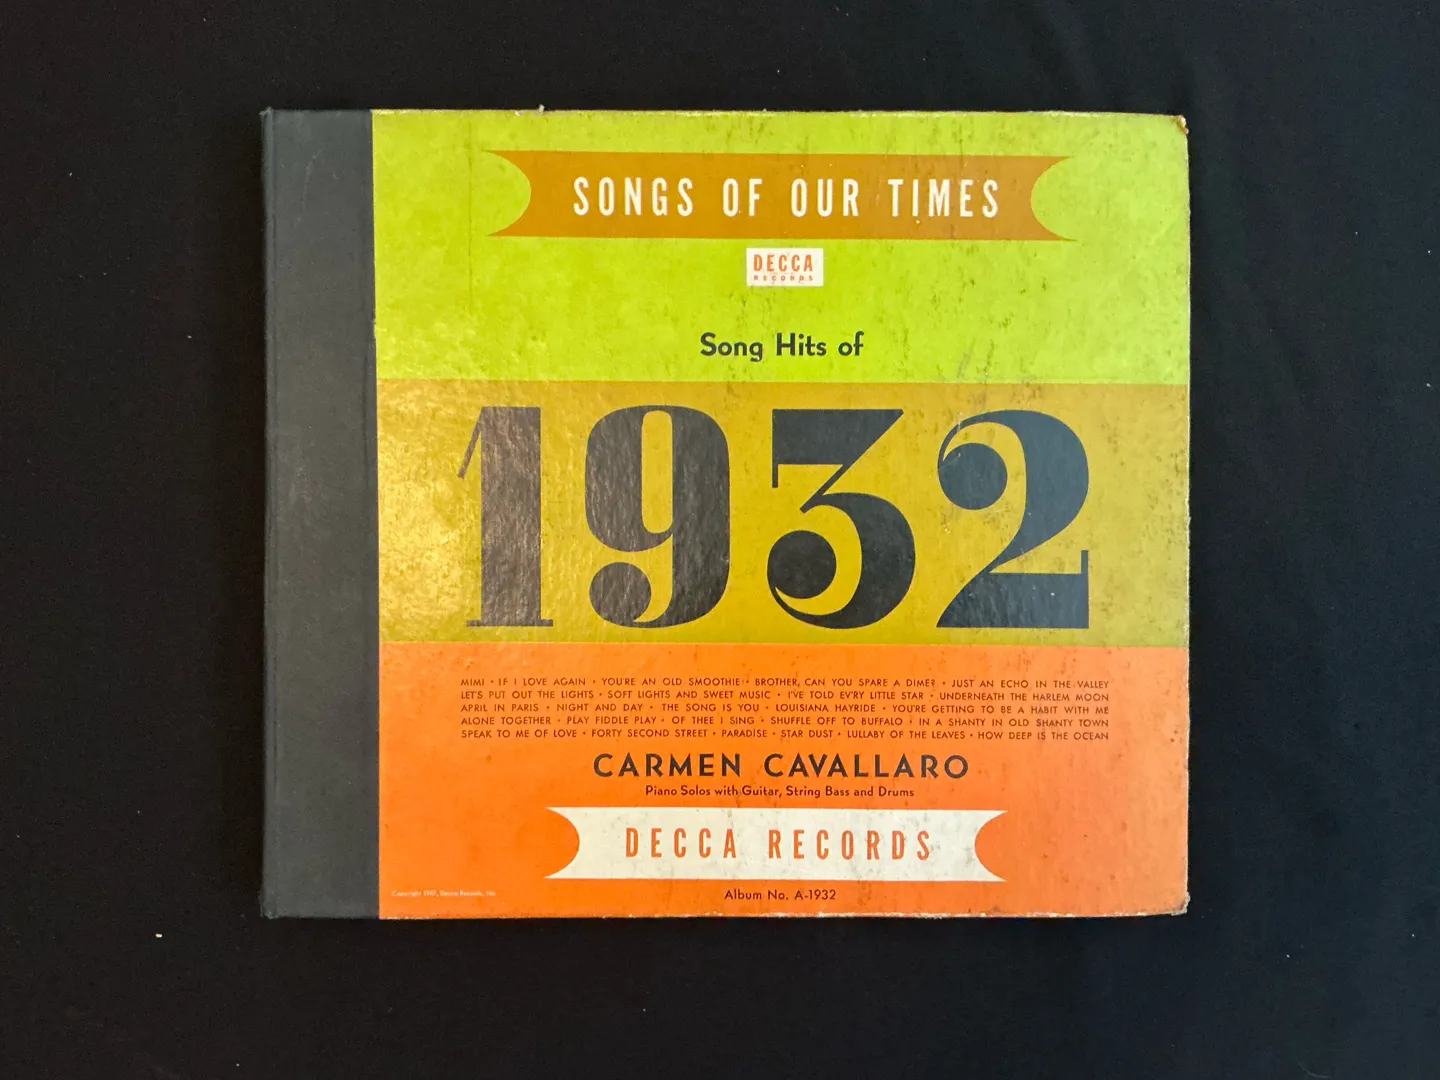 SONGS OF OUR TIMES
DECCA
RECORDS
Song Hits of
1932
MIMI • IF I LOVE AGAIN • YOU'RE AN OLD SMOOTHIE • BROTHER, CAN YOU SPARE A DIME? • JUST AN ECHO IN THE VALLEY
LET'S PUT OUT THE LIGHTS • SOFT LIGHTS AND SWEET MUSIC • I'VE TOLD EV'RY LITTLE STAR • UNDERNEATH THE HARLEM MOON
APRIL IN PARIS • NIGHT AND DAY • THE SONG IS YOU • LOUISIANA HAYRIDE • YOU'RE GETTING TO BE A HABIT WITH ME
ALONE TOGETHER • PLAY FIDDLE PLAY • OF THEE I SING • SHUFFLE OFF TO BUFFALO • IN A SHANTY IN OLD SHANTY TOWN
SPEAK TO ME OF LOVE • FORTY SECOND STREET • PARADISE • STAR DUST • LULLABY OF THE LEAVES • HOW DEEP IS THE OCEAN
CARMEN CAVALLARO
Piano Solos with Guitar, String Bass and Drums
DECCA RECORDS
Copyright Decca Records, Inc.
Album No. A-1932